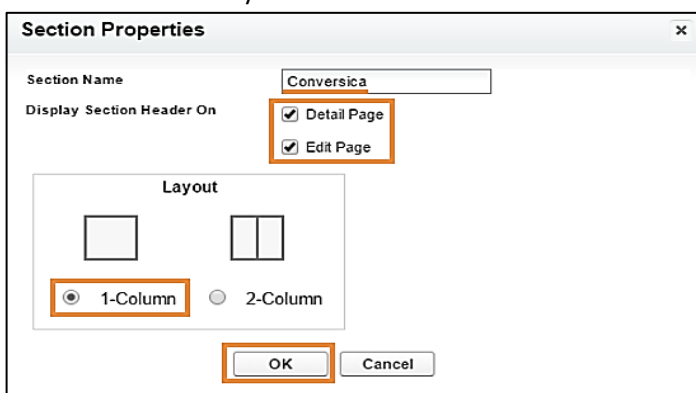 Section Properties
×
Section Name Conversica
Display Section Header On Detail Page
Edit Page
Layout
1-Column 2-Column
OK Cancel